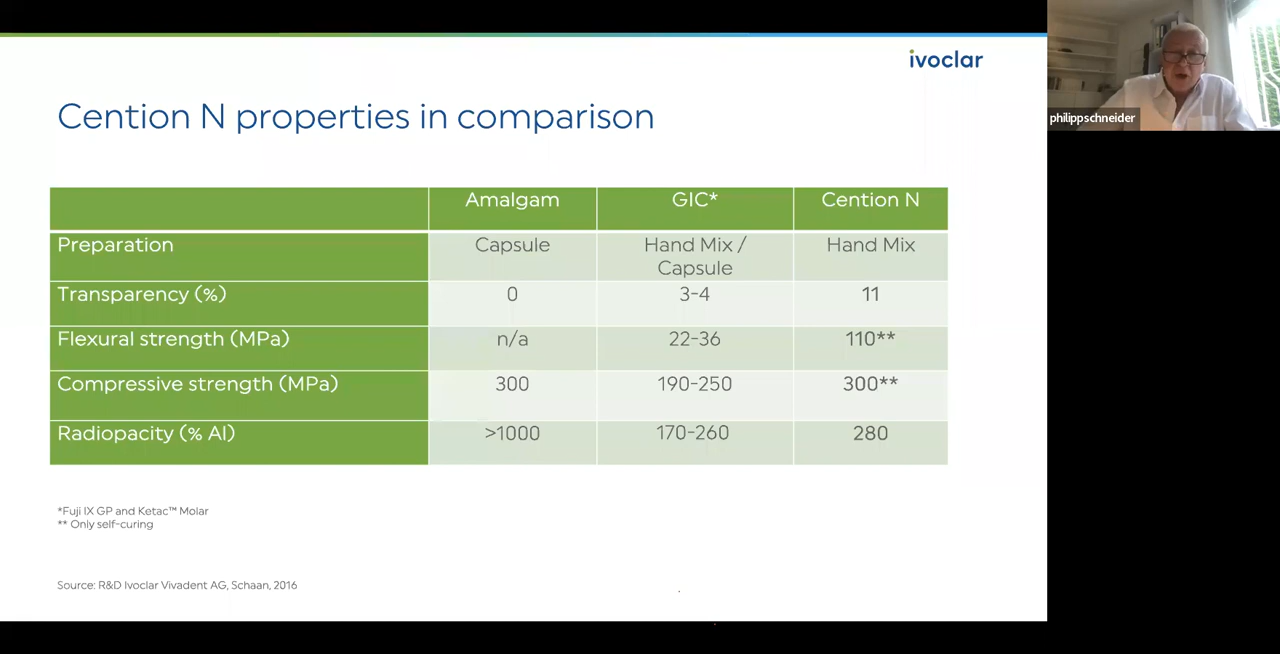 ivoclar
philippschneider
Cention N properties in comparison
Amalgam GIC* Cention N
Preparation Capsule Hand Mix / Capsule Hand Mix
Transparency (%) 0 3-4 11
Flexural strength (MPa) n/a 22-36 110**
Compressive strength (MPa) 300 190-250 300**
Radiopacity (% Al) >1000 170-260 280
*Fuji IX GP and Ketac™ Molar
** Only self-curing
Source: R&D Ivoclar Vivadent AG, Schaan, 2016